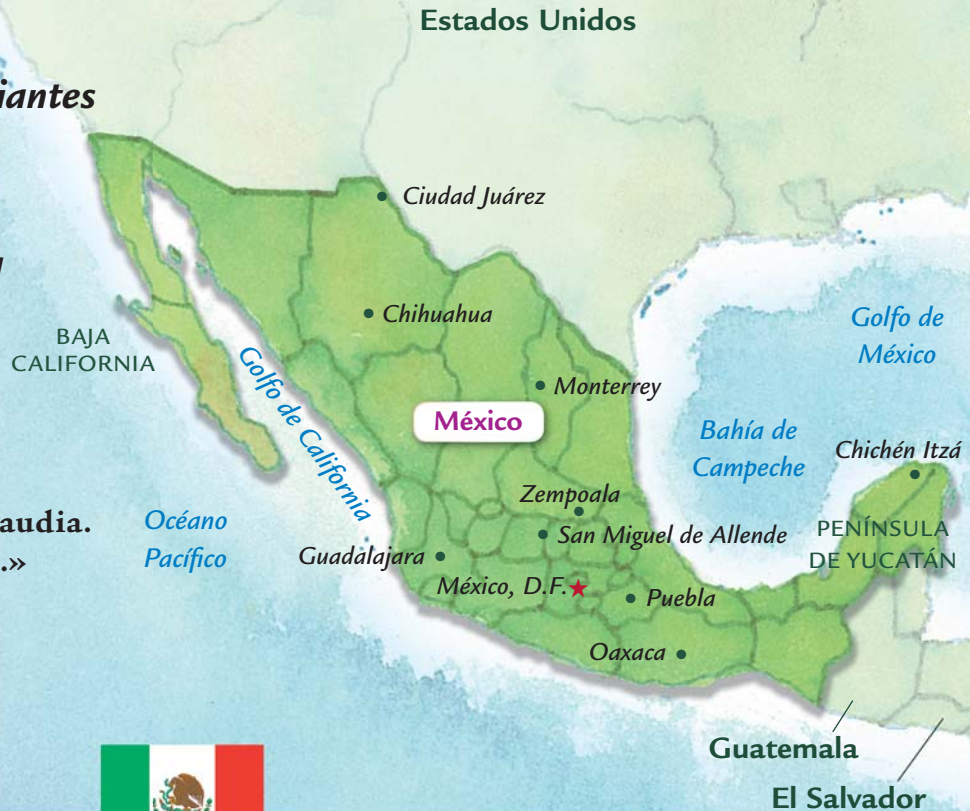 Estados Unidos
iantes
Ciudad Juárez
Chihuahua
BAJA
CALIFORNIA
Golfo de California
Golfo de
México
Monterrey
México
Bahía de
Campeche
Chichén Itzá
Zempoala
audia.
.»
Océano
Pacífico
San Miguel de Allende
PENÍNSULA
DE YUCATÁN
Guadalajara
México, D.F.
Puebla
Oaxaca
Guatemala
El Salvador